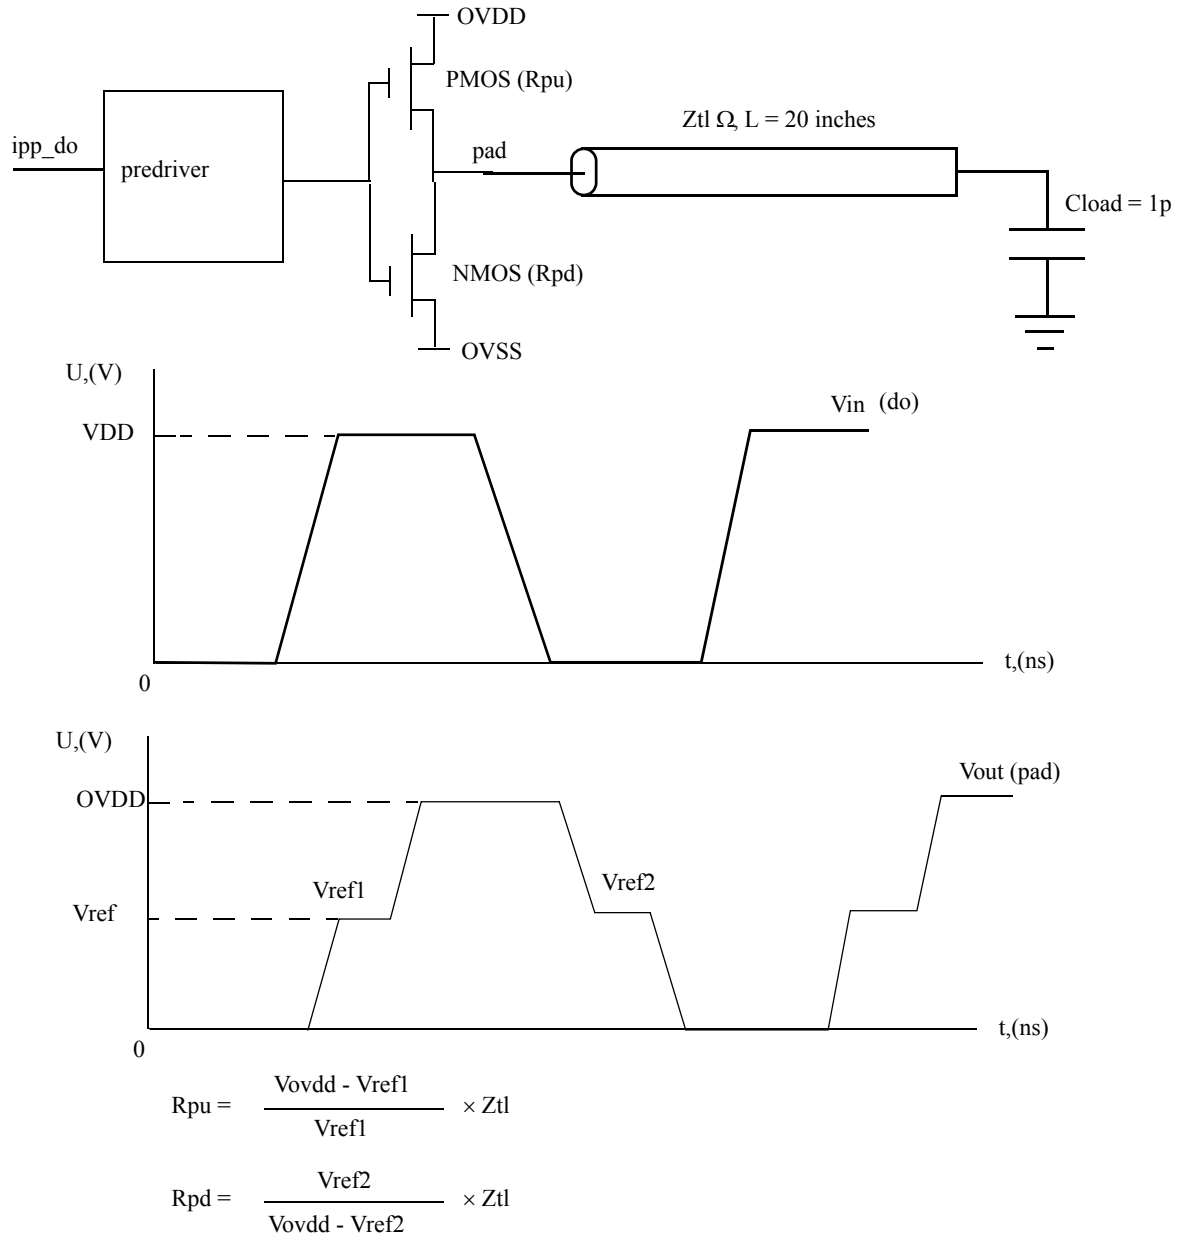 OVDD
PMOS (Rpu)
Ztl Ω, L = 20 inches
ipp_do
predriver
pad
Cload = 1p
NMOS (Rpd)
OVSS
U,(V)
VDD
Vin (do)
t,(ns)
0
U,(V)
OVDD
Vout (pad)
Vref1
Vref2
Vref
t,(ns)
0
Vovdd - Vref1
Rpu = × Ztl
Vref1
Vref2
Rpd = × Ztl
Vovdd - Vref2